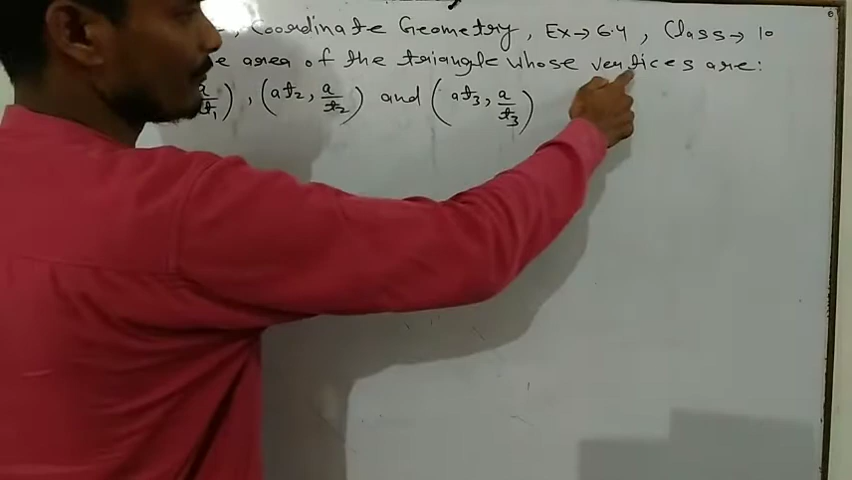 , Coordinate Geometry, Ex→ 6.4, Class→ 10
area of the triangle whose vertices are:
a/t₁), (at₂, a/t₂) and (at₃, a/t₃)